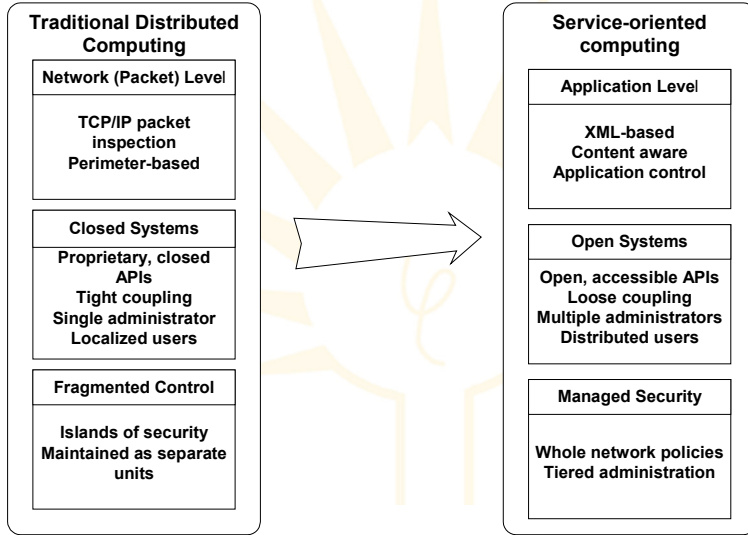 Traditional Distributed
Computing
Network (Packet) Level
TCP/IP packet
inspection
Perimeter-based
Closed Systems
Proprietary, closed
APIs
Tight coupling
Single administrator
Localized users
Fragmented Control
Islands of security
Maintained as separate
units
Service-oriented
computing
Application Level
XML-based
Content aware
Application control
Open Systems
Open, accessible APIs
Loose coupling
Multiple administrators
Distributed users
Managed Security
Whole network policies
Tiered administration